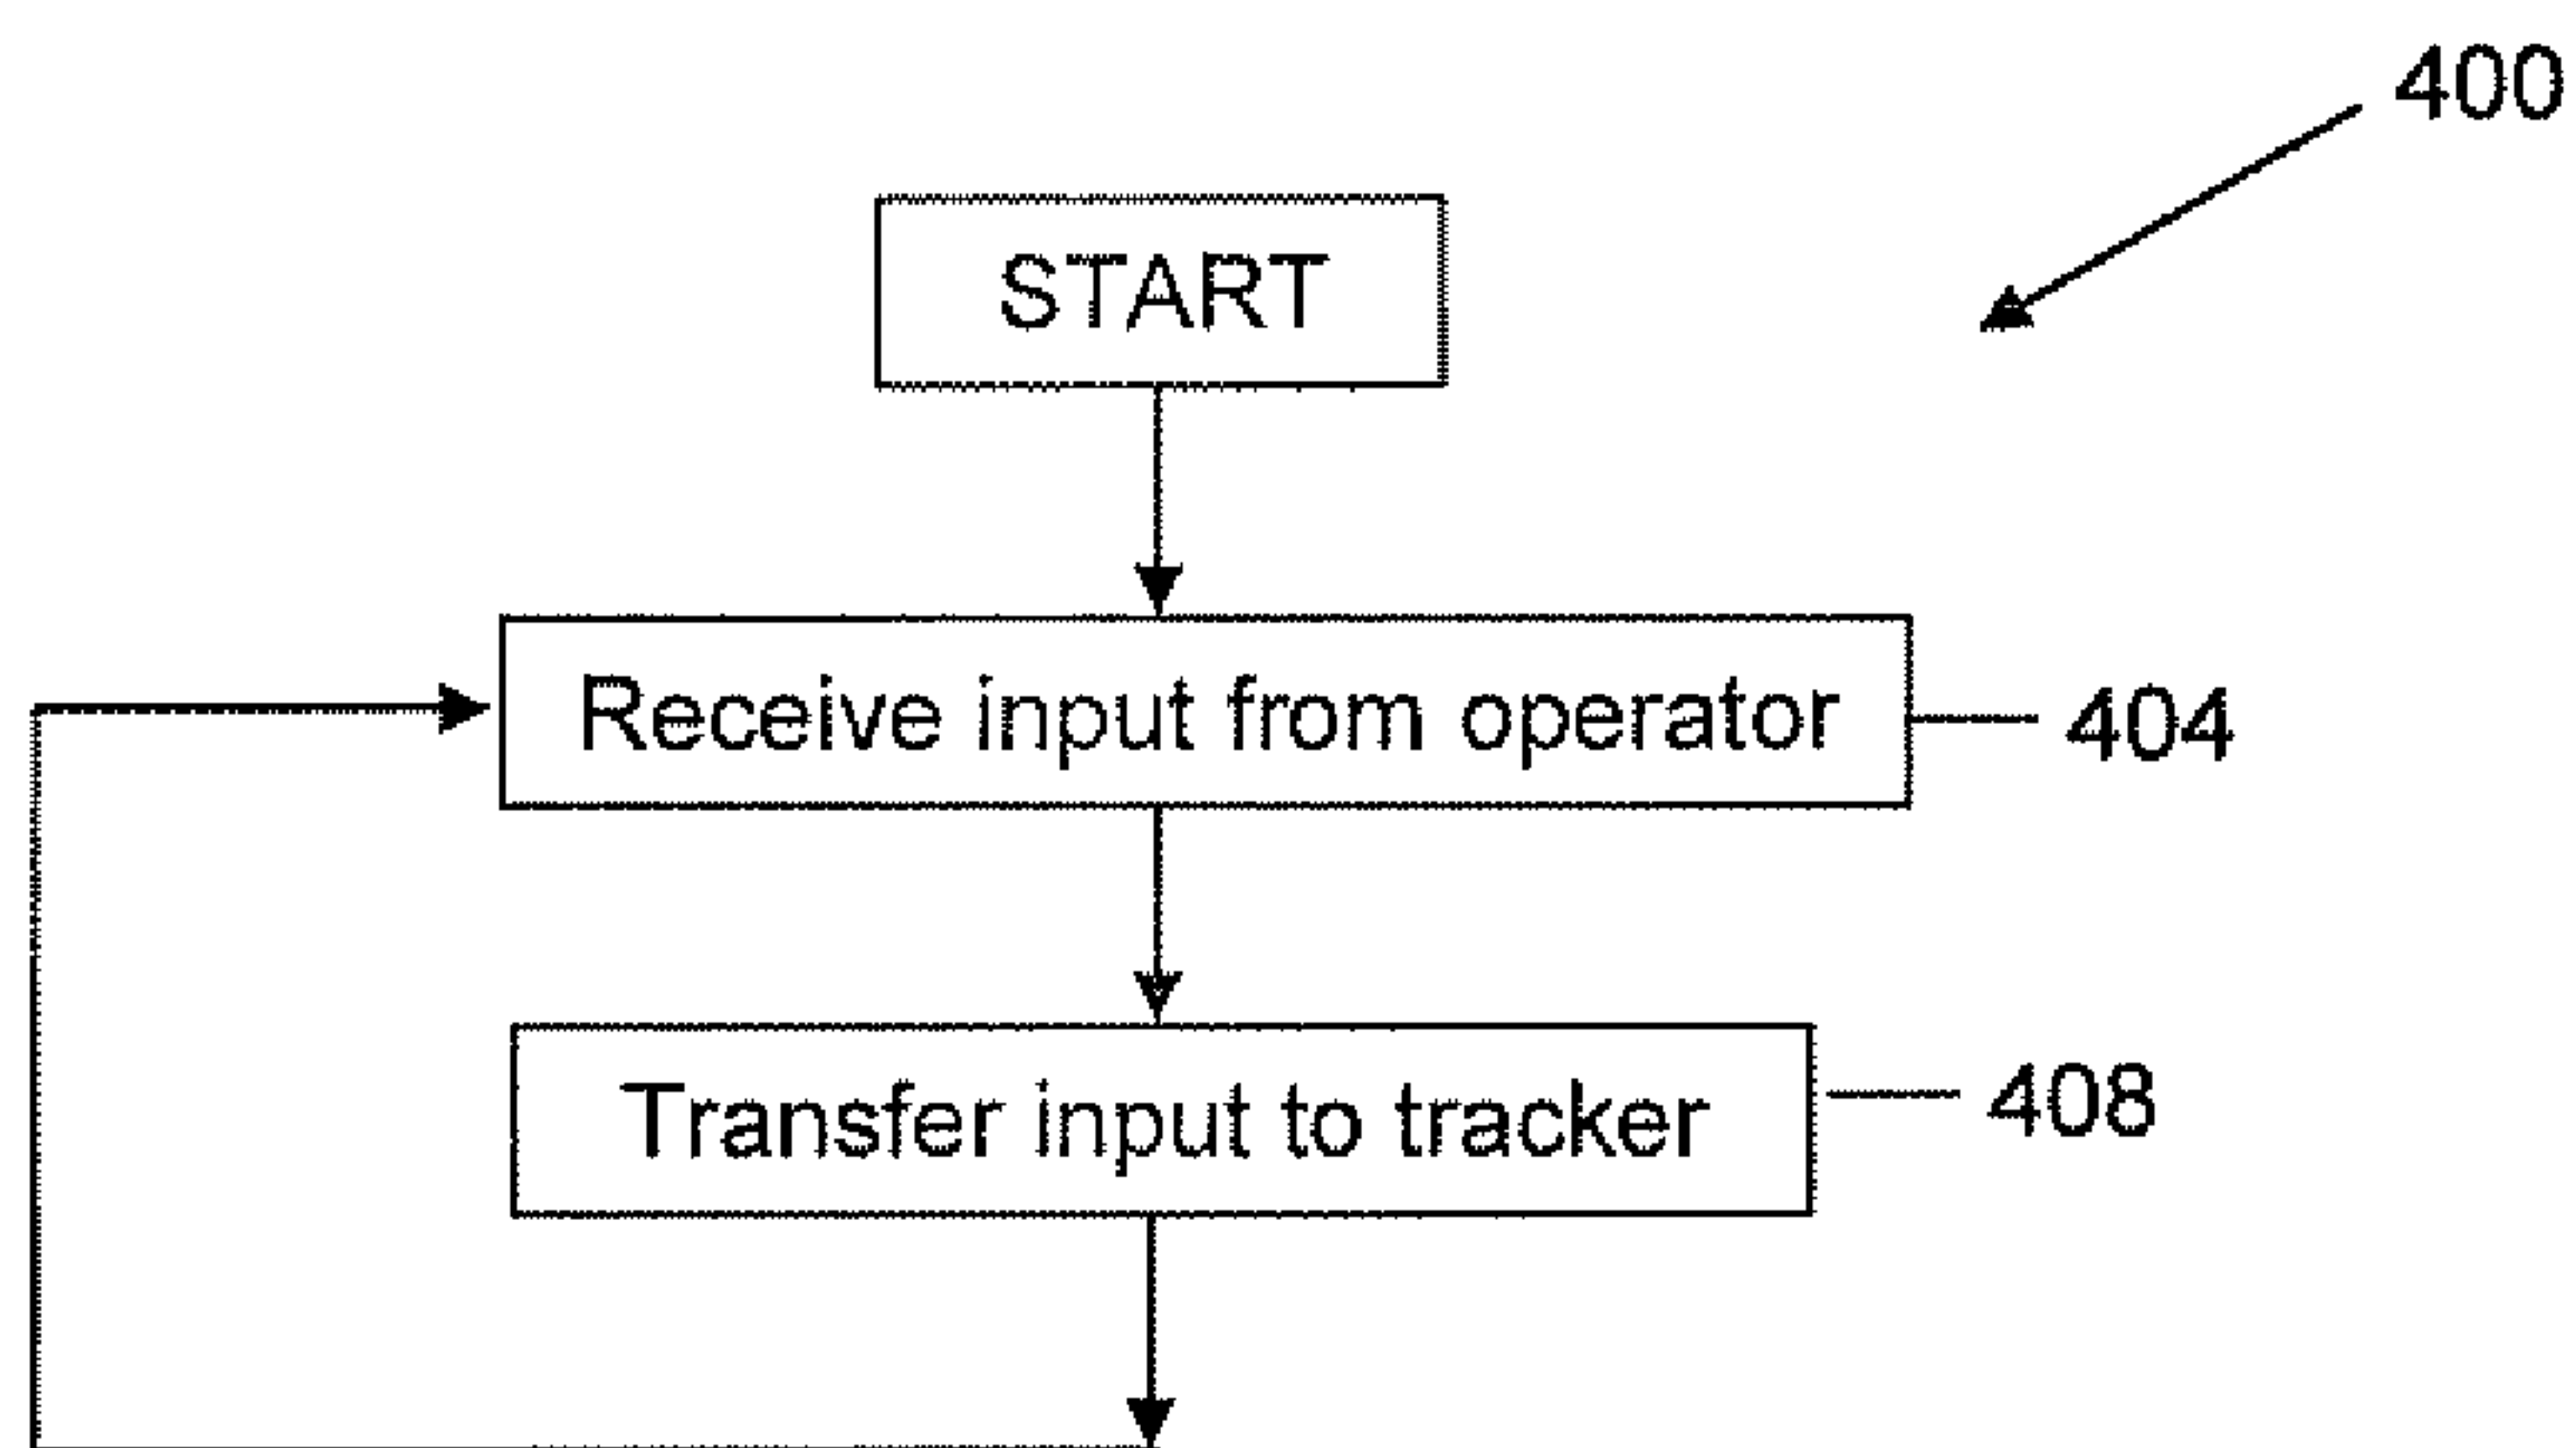 400
START
Receive input from operator
404
Transfer input to tracker
408